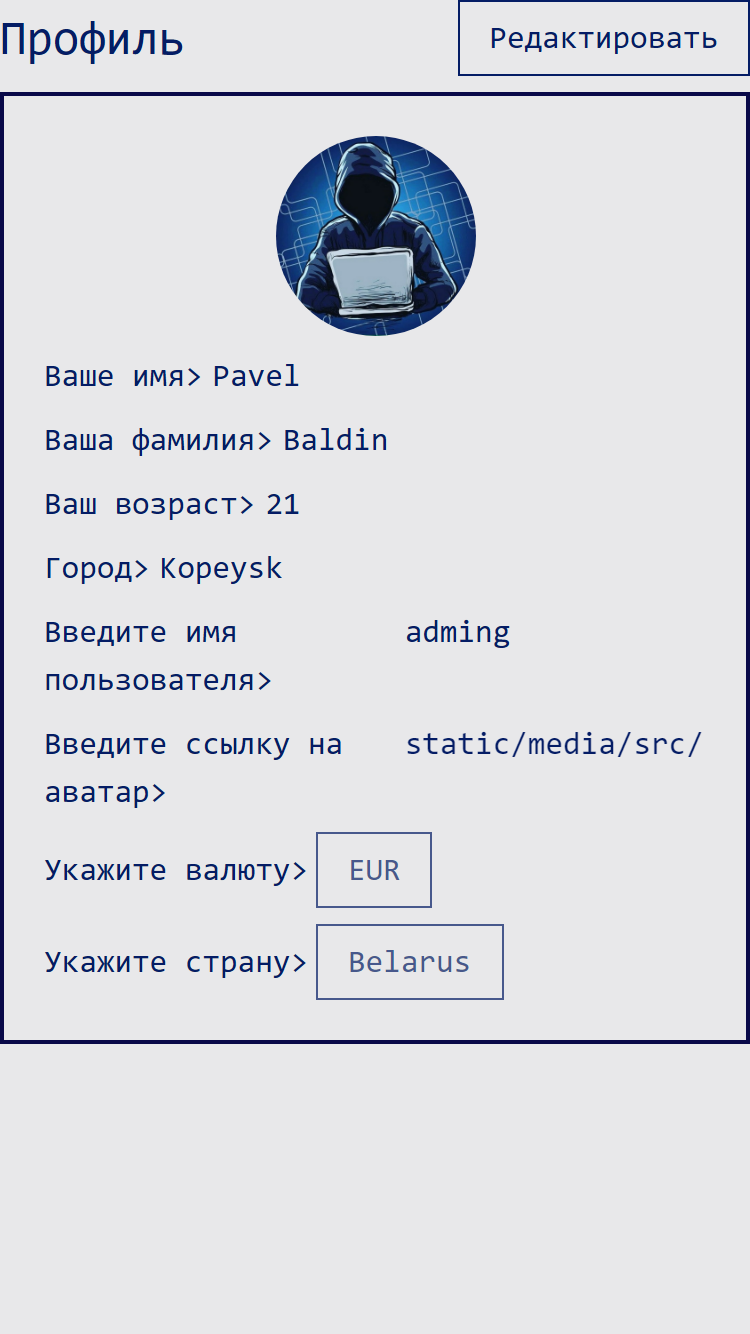 Профиль
Редактировать
Ваше имя> Pavel
Ваша фамилия> Baldin
Ваш возраст> 21
Город> Kopeysk
Введите имя пользователя> adming
Введите ссылку на аватар> static/media/src/
Укажите валюту> EUR
Укажите страну> Belarus